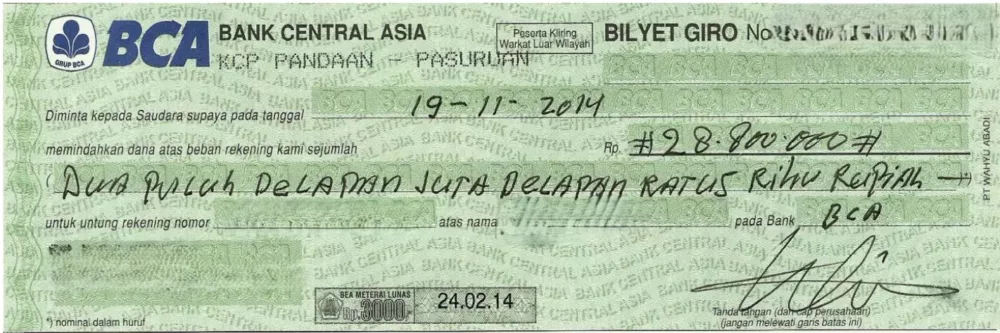 BCA BANK CENTRAL ASIA
GRUP BCA
KCP PANDAAN - PASURUAN
Peserta Kliring
Warkat Luar Wilayah
BILYET GIRO No
Diminta kepada Saudara supaya pada tanggal 19-11-2014
memindahkan dana atas beban rekening kami sejumlah Rp. #28.800.000#
(Dua Puluh Delapan Juta Delapan Ratus Ribu Rupiah —)
untuk untung rekening nomor atas nama pada Bank BCA
BEA METERAI LUNAS
Rp.3000,-
24.02.14
*) nominal dalam huruf
Tanda tangan (dan cap perusahaan)
(jangan melewati garis batas ini)
PT WAHYU ABADI